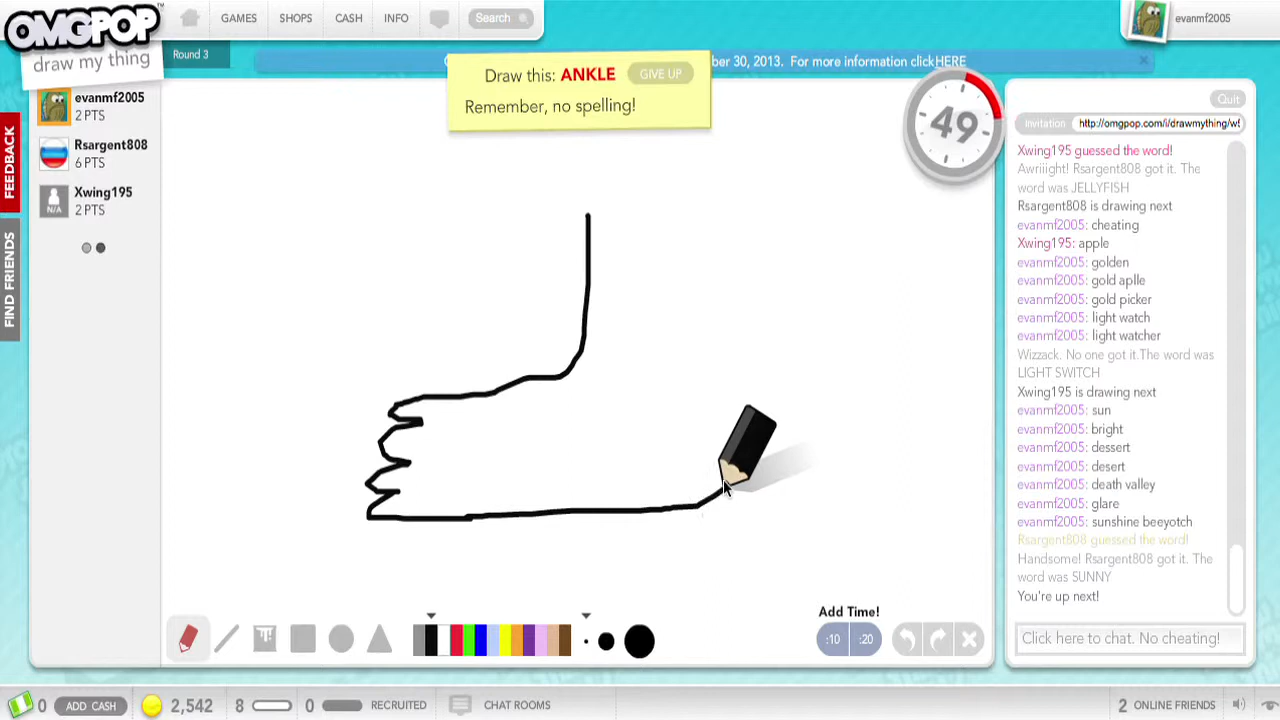 OMGPOP™
draw my thing
GAMES
SHOPS
CASH
INFO
Search
evanmf2005
Round 3
ber 30, 2013. For more information clickHERE
Draw this: ANKLE
GIVE UP
Remember, no spelling!
49
FEEDBACK
FIND FRIENDS
evanmf2005
2 PTS
Rsargent808
6 PTS
N/A
Xwing195
2 PTS
Quit
Invitation
http://omgpop.com/i/drawmything/w
Xwing195 guessed the word!
Awriiight! Rsargent808 got it. The
word was JELLYFISH
Rsargent808 is drawing next
evanmf2005: cheating
Xwing195: apple
evanmf2005: golden
evanmf2005: gold aplle
evanmf2005: gold picker
evanmf2005: light watch
evanmf2005: light watcher
Wizzack. No one got it.The word was
LIGHT SWITCH
Xwing195 is drawing next
evanmf2005: sun
evanmf2005: bright
evanmf2005: dessert
evanmf2005: desert
evanmf2005: death valley
evanmf2005: glare
evanmf2005: sunshine beeyotch
Rsargent808 guessed the word!
Handsome! Rsargent808 got it. The
word was SUNNY
You're up next!
Click here to chat. No cheating!
Add Time!
:10
:20
0
ADD CASH
2,542
8
0
RECRUITED
CHAT ROOMS
2 ONLINE FRIENDS